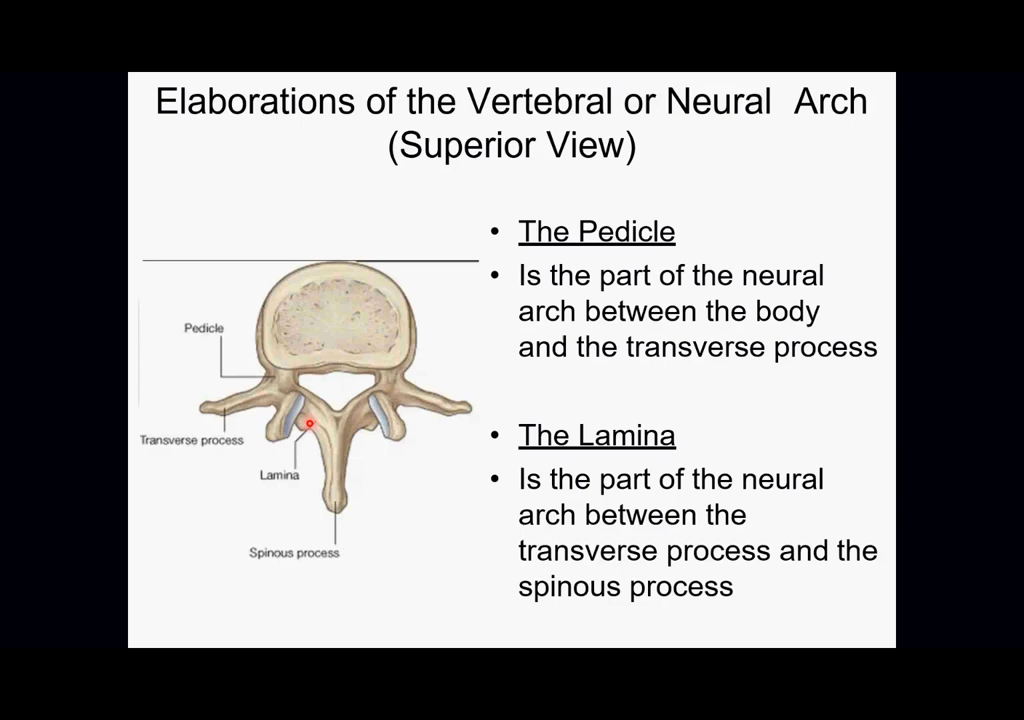 Elaborations of the Vertebral or Neural Arch
(Superior View)
• The Pedicle
• Is the part of the neural
arch between the body
and the transverse process
• The Lamina
• Is the part of the neural
arch between the
transverse process and the
spinous process
Pedicle
Transverse process
Lamina
Spinous process